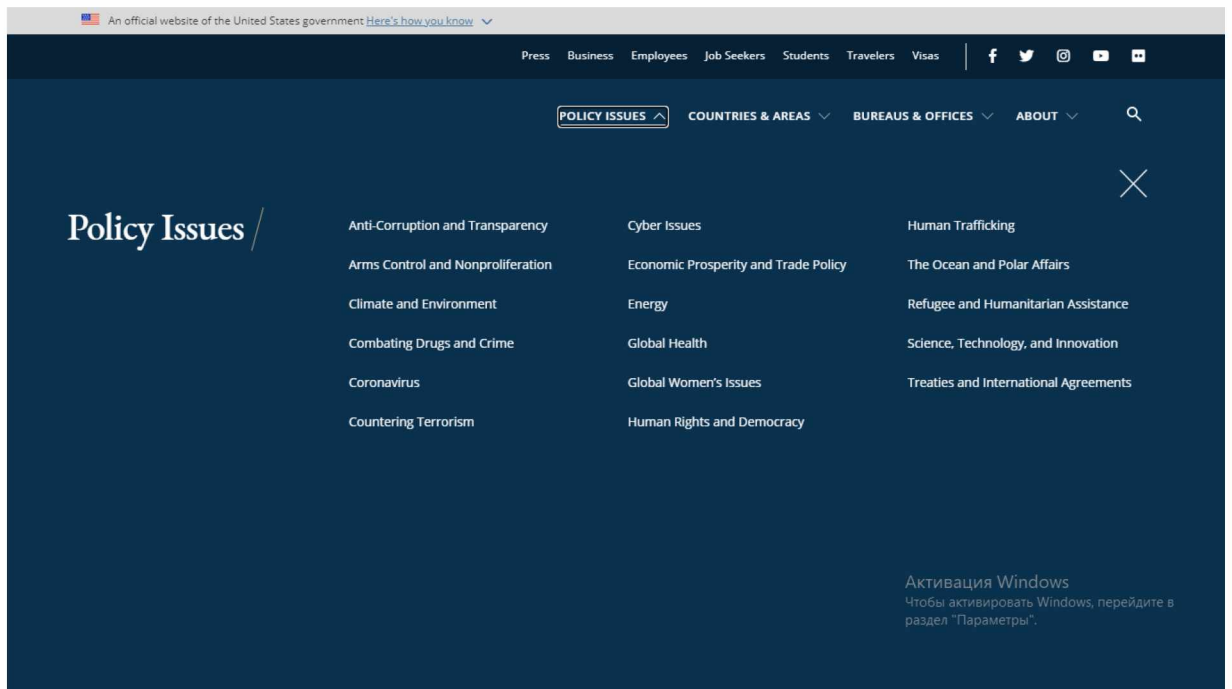 An official website of the United States government Here's how you know
Press Business Employees Job Seekers Students Travelers Visas
POLICY ISSUES COUNTRIES & AREAS BUREAUS & OFFICES ABOUT
Policy Issues
Anti-Corruption and Transparency
Arms Control and Nonproliferation
Climate and Environment
Combating Drugs and Crime
Coronavirus
Countering Terrorism
Cyber Issues
Economic Prosperity and Trade Policy
Energy
Global Health
Global Women's Issues
Human Rights and Democracy
Human Trafficking
The Ocean and Polar Affairs
Refugee and Humanitarian Assistance
Science, Technology, and Innovation
Treaties and International Agreements
Активация Windows
Чтобы активировать Windows, перейдите в
раздел "Параметры".